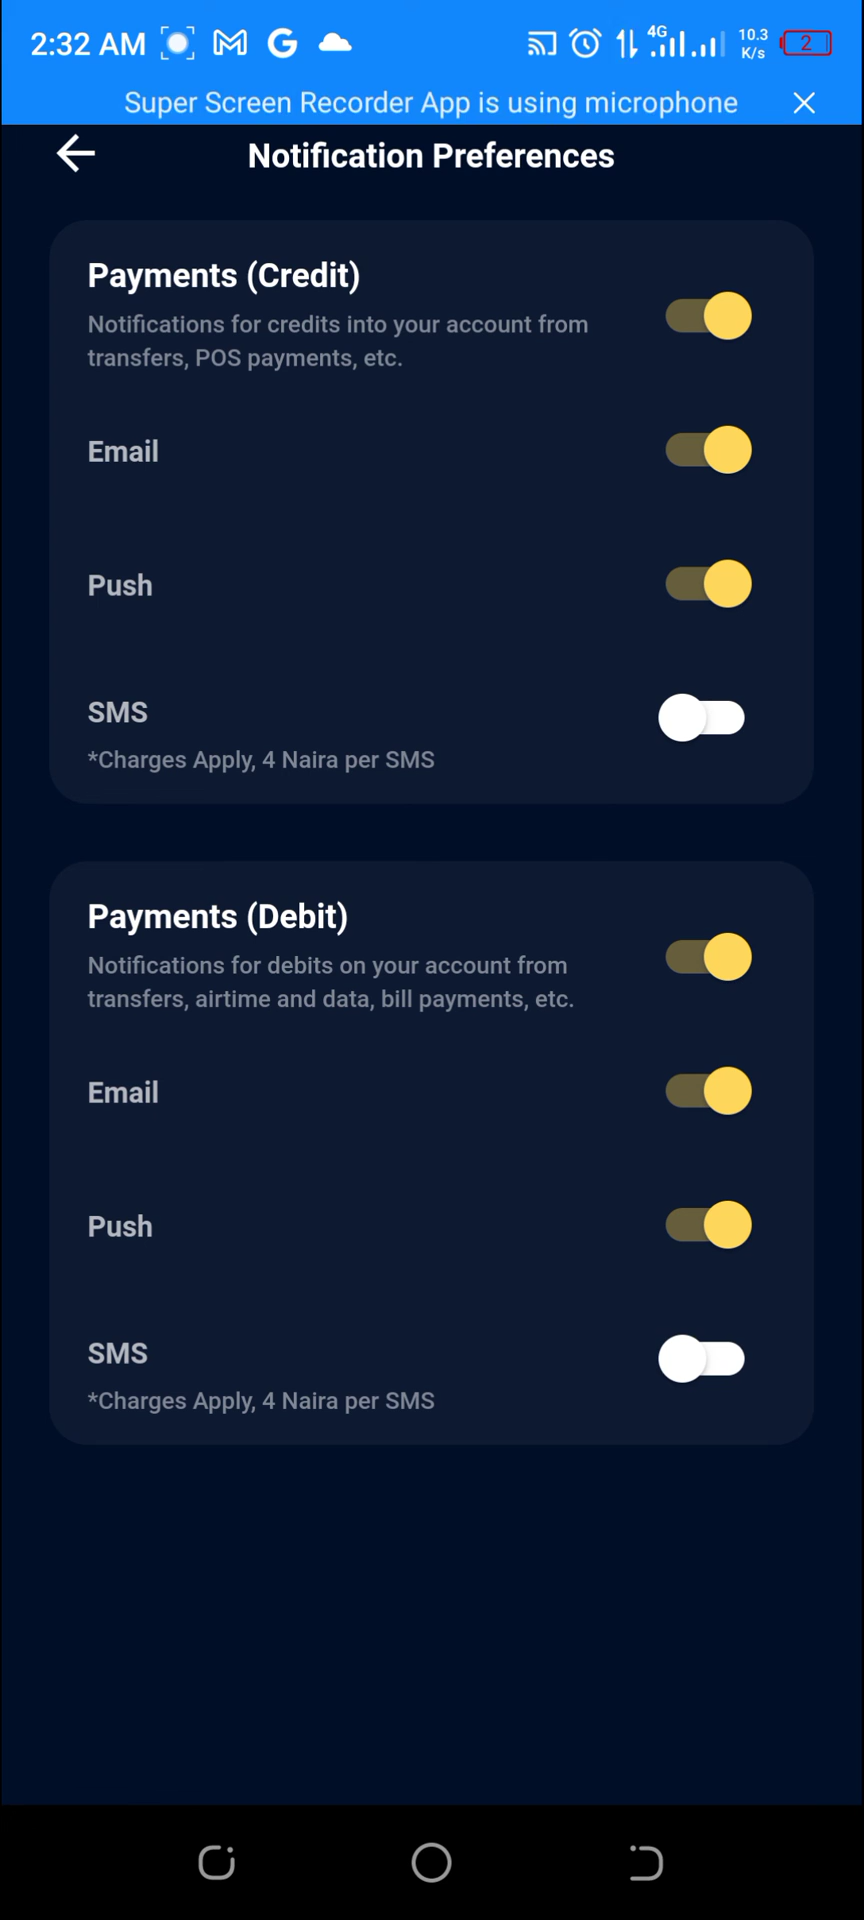 2:32 AM
4G
10.3
K/s
2
Super Screen Recorder App is using microphone
Notification Preferences
Payments (Credit)
Notifications for credits into your account from
transfers, POS payments, etc.
Email
Push
SMS
*Charges Apply, 4 Naira per SMS
Payments (Debit)
Notifications for debits on your account from
transfers, airtime and data, bill payments, etc.
Email
Push
SMS
*Charges Apply, 4 Naira per SMS